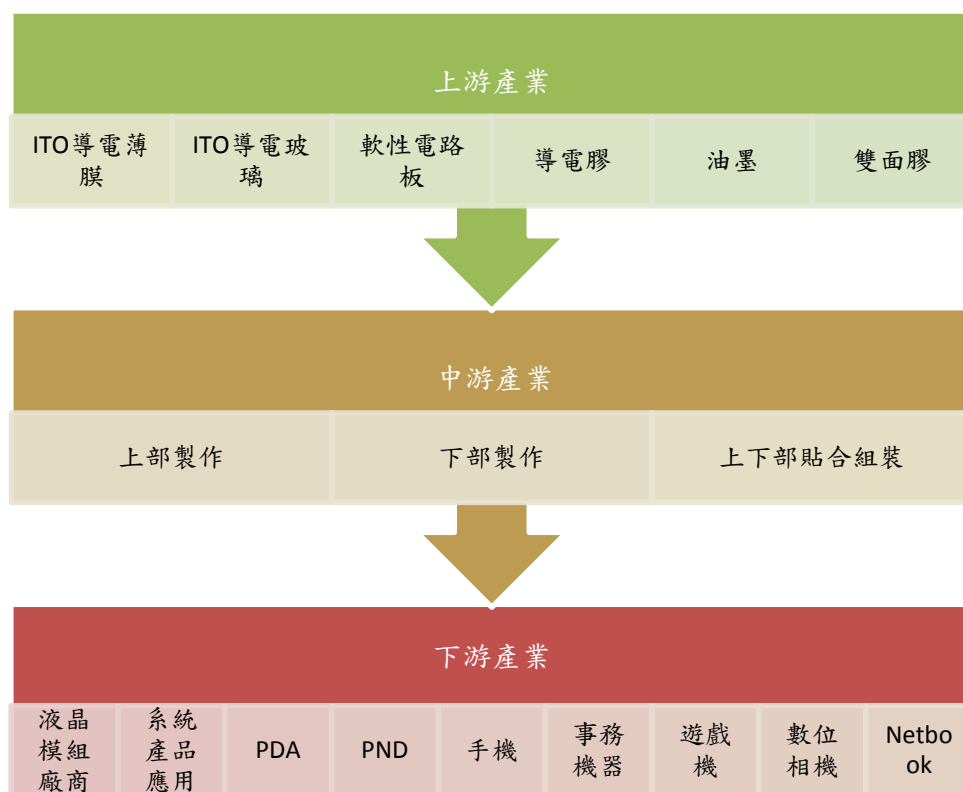 上游產業
ITO導電薄
膜
ITO導電玻
璃
軟性電路
板
導電膠
油墨
雙面膠
中游產業
上部製作
下部製作
上下部貼合組裝
下游產業
液晶
模組
廠商
系統
產品
應用
PDA
PND
手機
事務
機器
遊戲
機
數位
相機
Netbo
ok